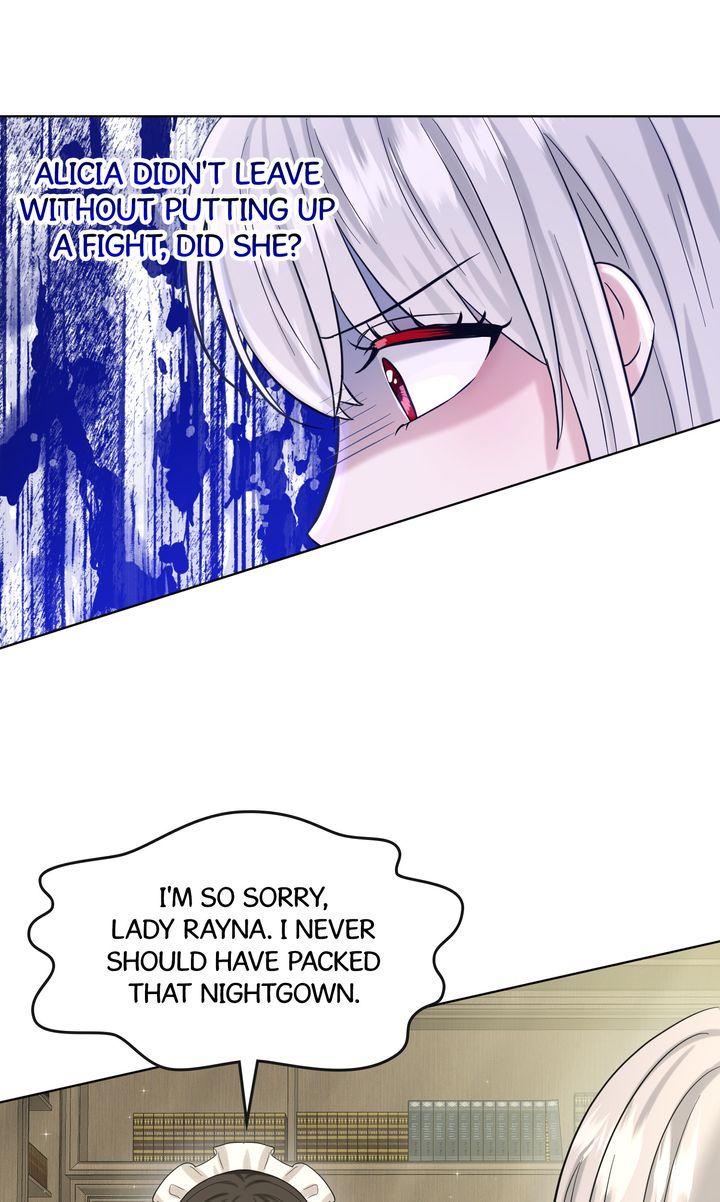 ALICIA DIDN'T LEAVE
WITHOUT PUTTING UP
A FIGHT, DID SHE?
I'M SO SORRY,
LADY RAYNA. I NEVER
SHOULD HAVE PACKED
THAT NIGHTGOWN.